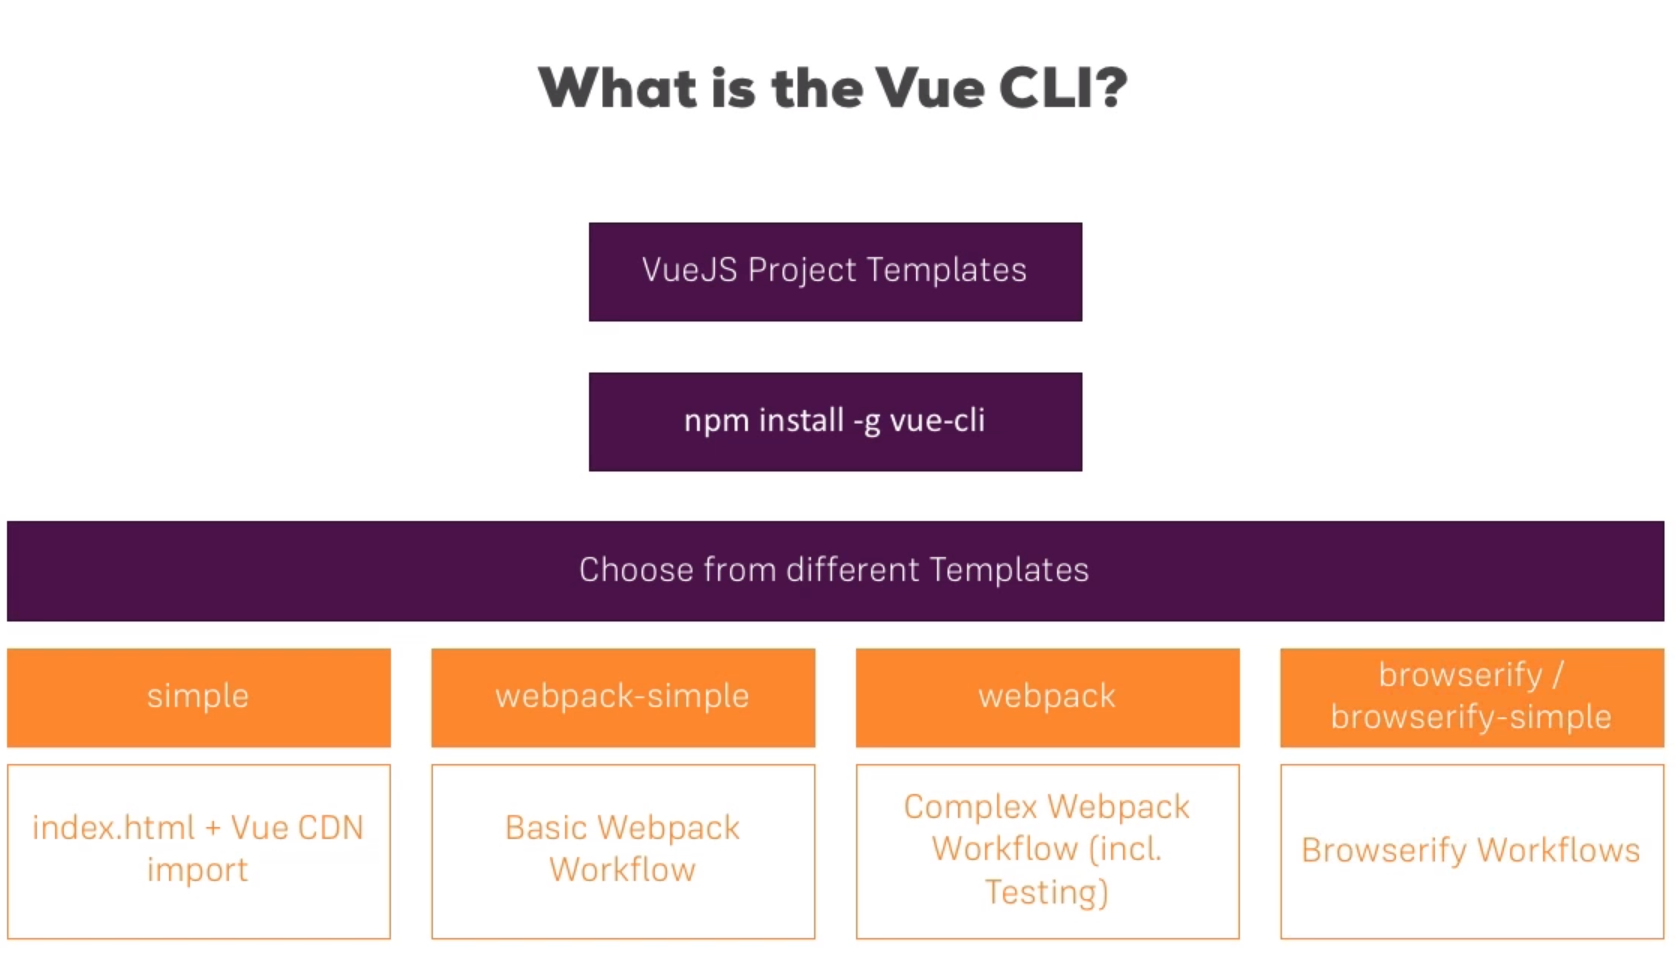 What is the Vue CLI?
VueJS Project Templates
npm install -g vue-cli
Choose from different Templates
simple
webpack-simple
webpack
browserify /
browserify-simple
index.html + Vue CDN
import
Basic Webpack
Workflow
Complex Webpack
Workflow (incl.
Testing)
Browserify Workflows